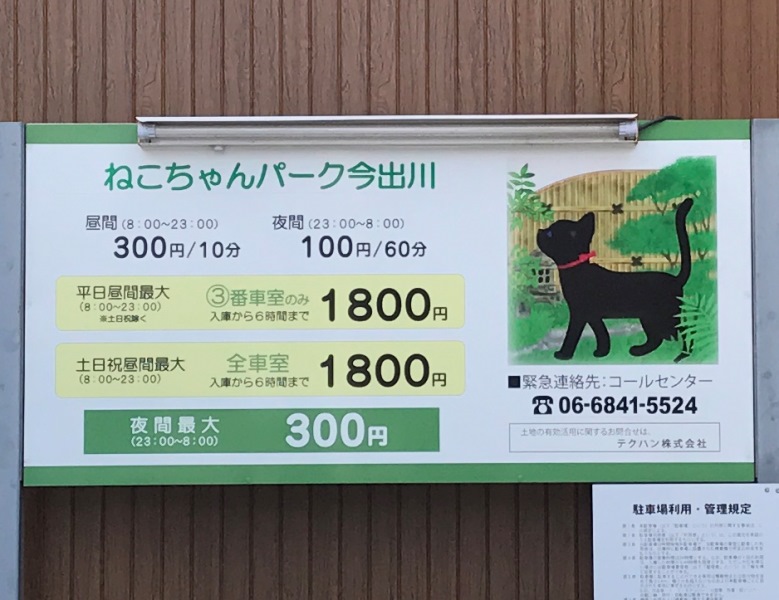 ねこちゃんパーク今出川
昼間(8:00~23:00)
300円/10分
夜間(23:00~8:00)
100円/60分
平日昼間最大
(8:00~23:00)
※土日祝除く
③番車室のみ
入庫から6時間まで
1800円
土日祝昼間最大
(8:00~23:00)
全車室
入庫から6時間まで
1800円
夜間最大
(23:00~8:00)
300円
■緊急連絡先:コールセンター
☎06-6841-5524
土地の有効活用に関するお問合せは、
テクハン株式会社
駐車場利用・管理規定